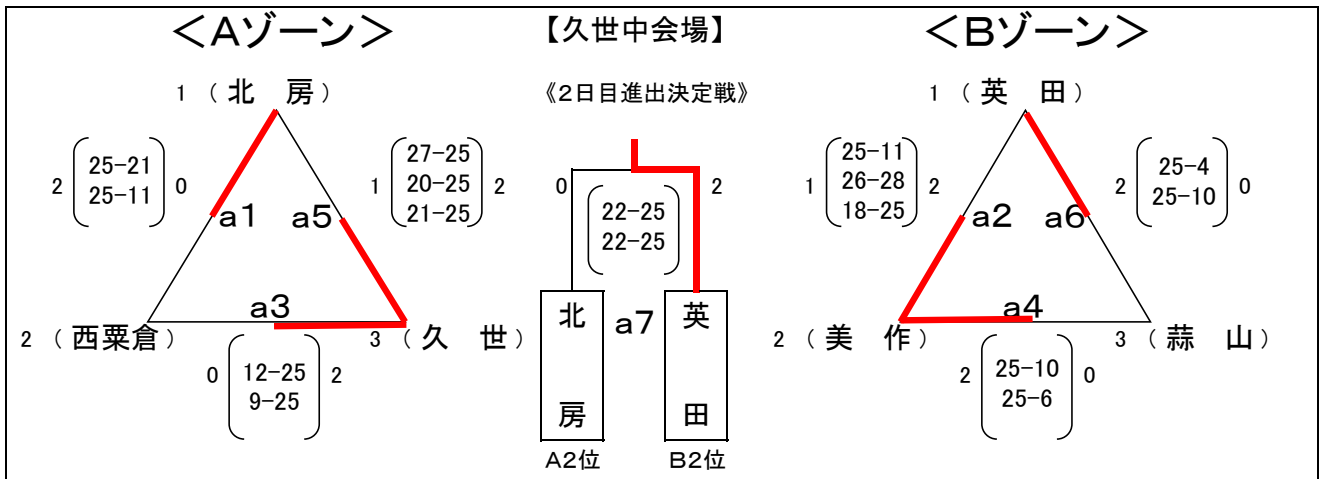 ＜Aゾーン＞ 【久世中会場】 ＜Bゾーン＞
1 （ 北 房 ） 《2日目進出決定戦》 1 （ 英 田 ）
2 25-21 0
25-11
1 27-25 2
20-25
21-25
a1 a5
0 22-25 2
22-25
1 25-11 2
26-28
18-25
2 25-4 0
25-10
a2 a6
a3
2 （ 西粟倉 ） 3 （ 久 世 ）
0 12-25 2
9-25
北 房 a7 英 田
A2位 B2位
a4
2 （ 美 作 ） 3 （ 蒜 山 ）
2 25-10 0
25-6